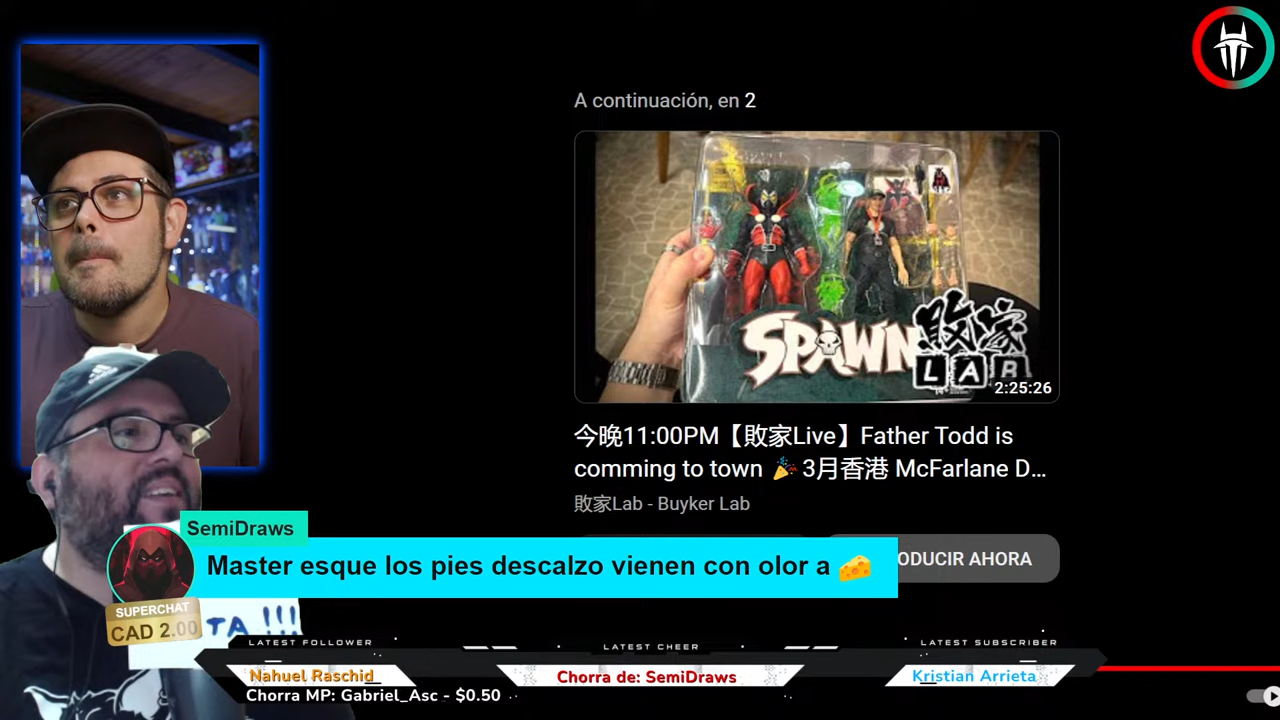 A continuación, en 2
SPAWN
敗家
LAB
2:25:26
今晚11:00PM【敗家Live】Father Todd is
comming to town 🎉 3月香港 McFarlane D...
敗家Lab - Buyker Lab
ODUCIR AHORA
SemiDraws
Master esque los pies descalzo vienen con olor a 🧀
SUPERCHAT
CAD 2.00
TA !!!
LATEST FOLLOWER
LATEST CHEER
LATEST SUBSCRIBER
Nahuel Raschid
Chorra de: SemiDraws
Kristian Arrieta
Chorra MP: Gabriel_Asc - $0.50